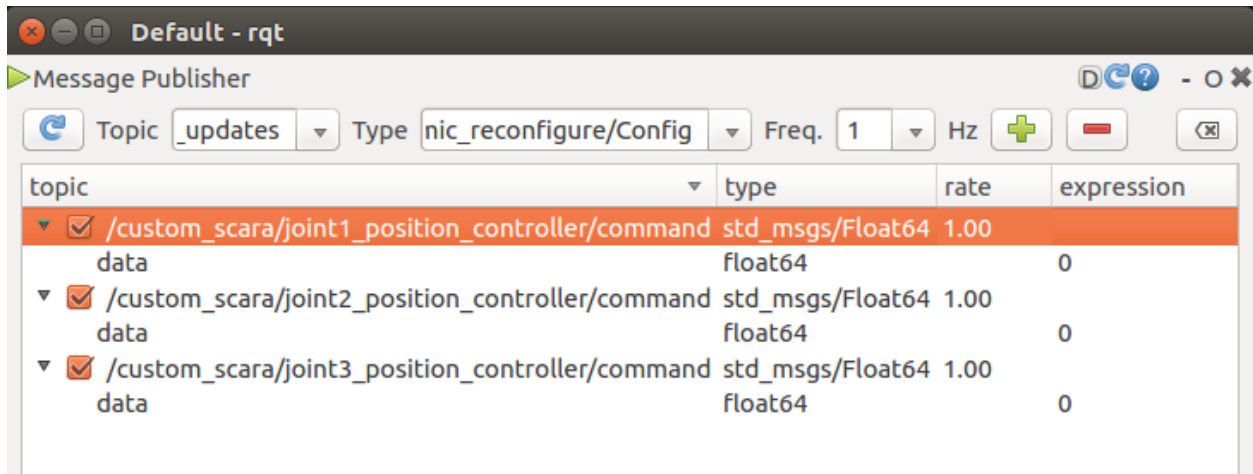 Default - rqt
Message Publisher D ? - O
Topic _updates Type nic_reconfigure/Config Freq. 1 Hz
topic type rate expression
/custom_scara/joint1_position_controller/command std_msgs/Float64 1.00
data float64 0
/custom_scara/joint2_position_controller/command std_msgs/Float64 1.00
data float64 0
/custom_scara/joint3_position_controller/command std_msgs/Float64 1.00
data float64 0